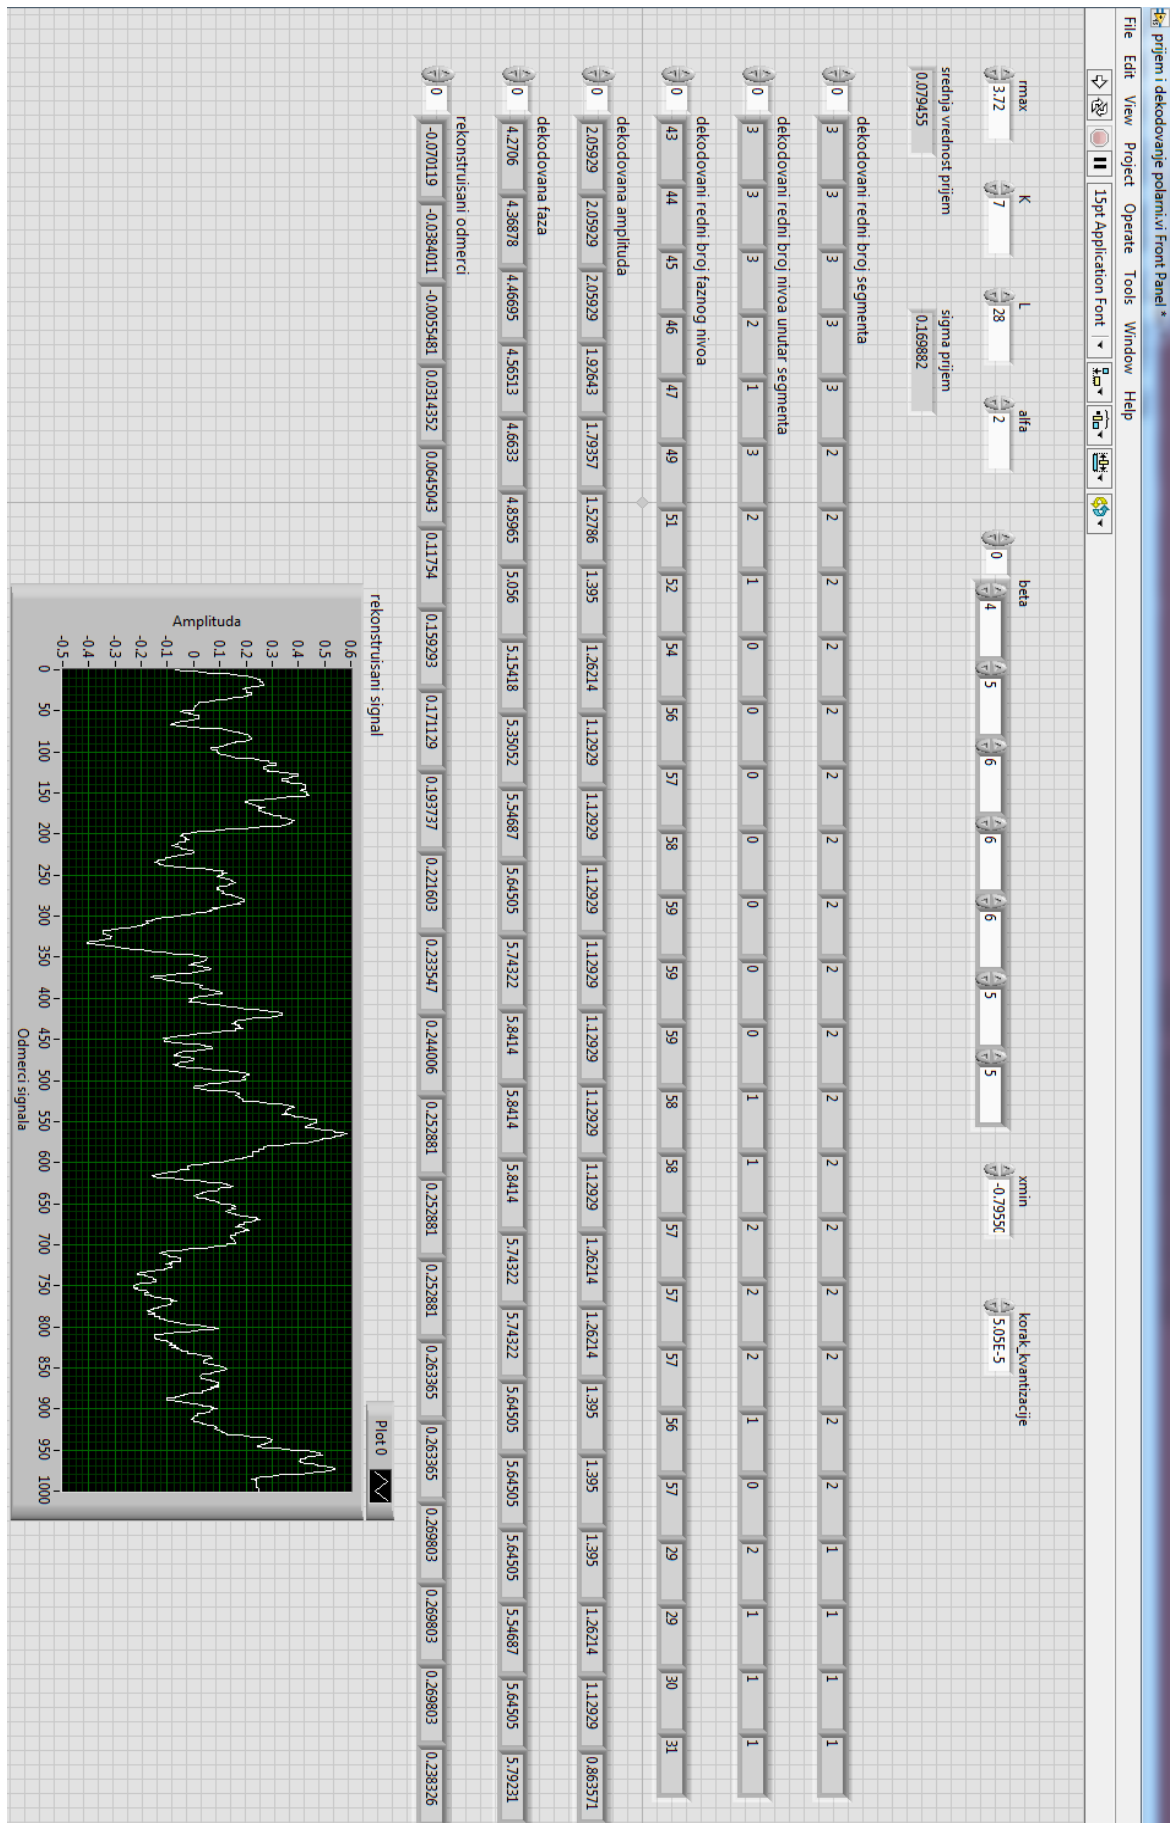 prijem i dekodovanje polarni.vi Front Panel *
File Edit View Project Operate Tools Window Help
15pt Application Font
rmax K L alfa beta xmin korak_kvantizacije
3.72 7 28 2 0 4 5 6 6 6 5 5 -0.79550 5.05E-5
srednja vrednost prijem sigma prijem
0.079455 0.169882
dekodovani redni broj segmenta
0 3 3 3 3 3 2 2 2 2 2 2 2 2 2 2 2 2 2 2 2 2 1 1 1 1
dekodovani redni broj nivoa unutar segmenta
0 3 3 3 2 1 3 2 1 0 0 0 0 0 0 0 1 1 2 2 2 1 0 2 1 1 1
dekodovani redni broj faznog nivoa
0 43 44 45 46 47 49 51 52 54 56 57 58 59 59 59 58 58 57 57 57 56 57 29 29 30 31
dekodovana amplituda
0 2.05929 2.05929 2.05929 1.92643 1.79357 1.52786 1.395 1.26214 1.12929 1.12929 1.12929 1.12929 1.12929 1.12929 1.12929 1.26214 1.26214 1.395 1.395 1.395 1.26214 1.12929 0.863571
dekodovana faza
0 4.2706 4.36878 4.46695 4.56513 4.6633 4.85965 5.056 5.15418 5.35052 5.54687 5.64505 5.74322 5.8414 5.8414 5.8414 5.74322 5.74322 5.64505 5.64505 5.64505 5.54687 5.64505 5.79231
rekonstruisani odmerci
0 -0.070119 -0.0384011 -0.0055481 0.0314352 0.0645043 0.11754 0.159293 0.171129 0.193737 0.221603 0.233547 0.244006 0.252881 0.252881 0.252881 0.263365 0.263365 0.269803 0.269803 0.269803 0.238326
rekonstruisani signal
Plot 0
Amplituda
0.6
0.5
0.4
0.3
0.2
0.1
0
-0.1
-0.2
-0.3
-0.4
-0.5
0 50 100 150 200 250 300 350 400 450 500 550 600 650 700 750 800 850 900 950 1000
Odmerci signala